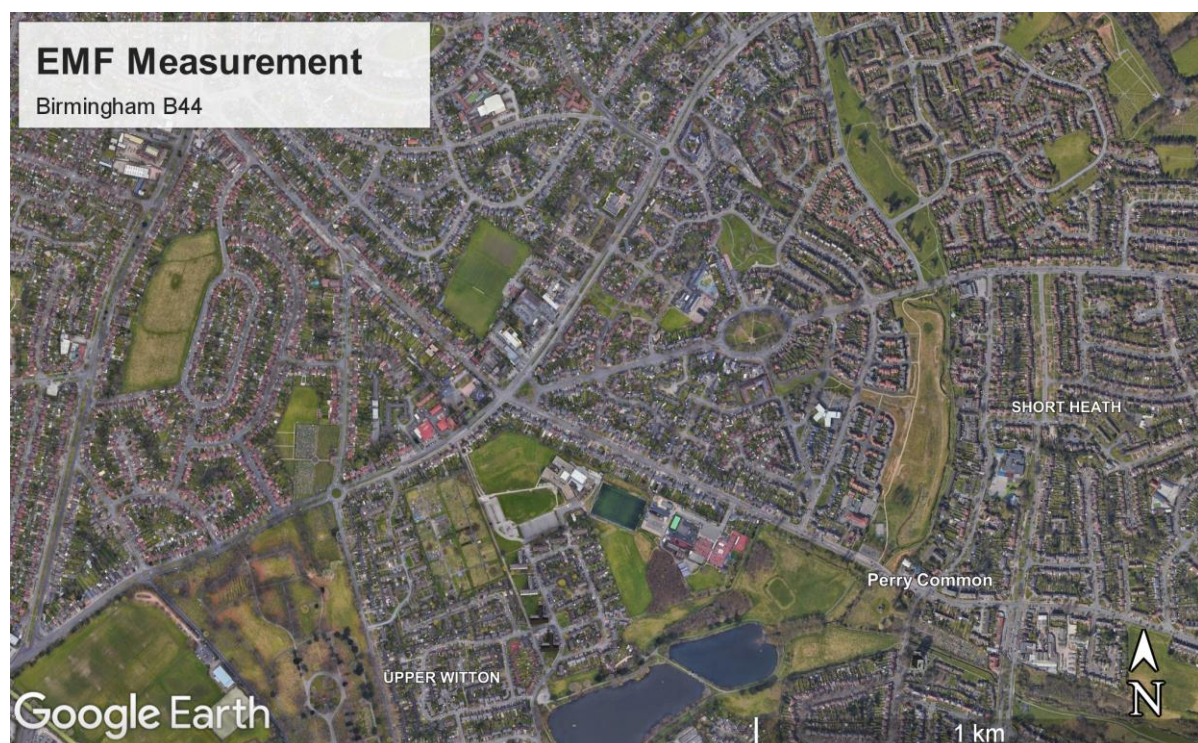 EMF Measurement
Birmingham B44
SHORT HEATH
Perry Common
UPPER WITTON
N
Google Earth
1 km